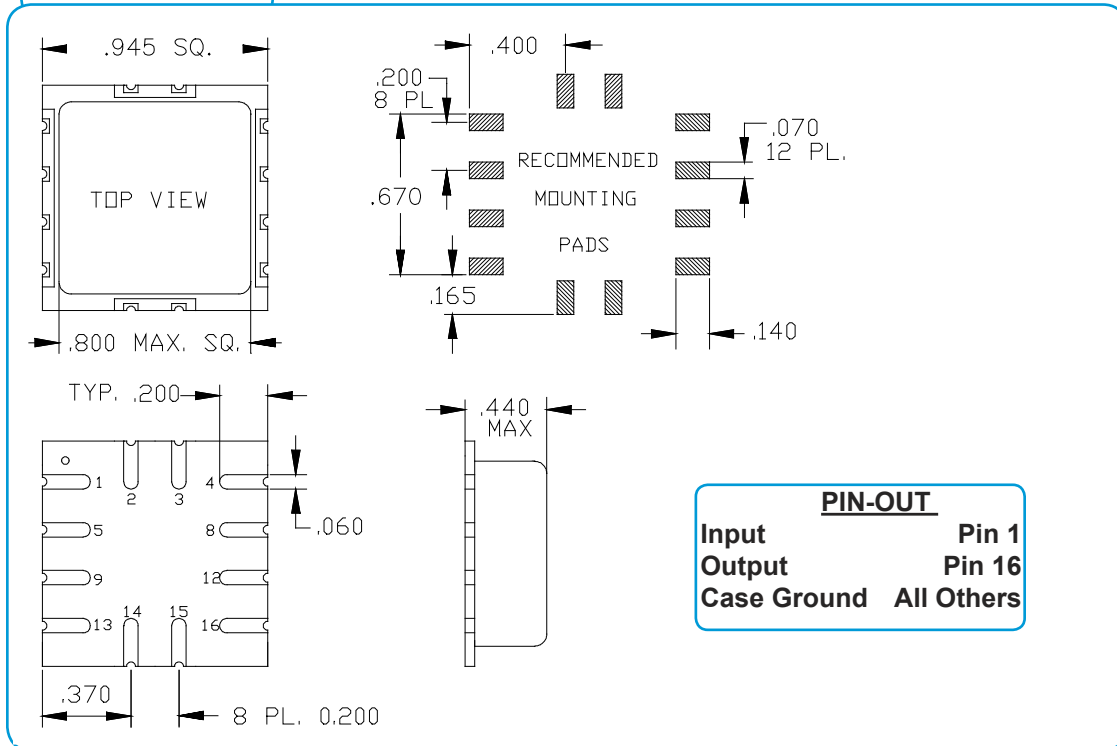 .945 SQ.
TOP VIEW
.800 MAX. SQ.
.400
.200
8 PL
.670
.165
RECOMMENDED
MOUNTING
PADS
.070
12 PL.
.140
TYP. .200
1
2
3
4
5
8
9
12
13
14
15
16
.060
.370
8 PL. 0.200
.440
MAX
PIN-OUT
Input Pin 1
Output Pin 16
Case Ground All Others